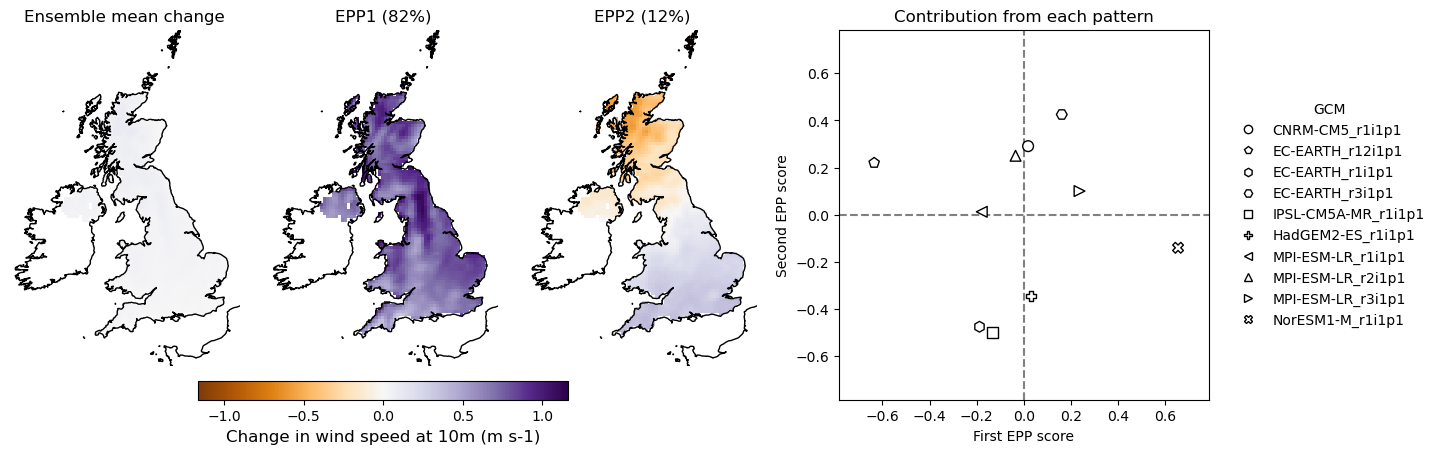 Ensemble mean change
EPP1 (82%)
EPP2 (12%)
−1.0 −0.5 0.0 0.5 1.0
Change in wind speed at 10m (m s-1)
Contribution from each pattern
Second EPP score
0.6
0.4
0.2
0.0
−0.2
−0.4
−0.6
−0.6 −0.4 −0.2 0.0 0.2 0.4 0.6
First EPP score
GCM
CNRM-CM5_r1i1p1
EC-EARTH_r12i1p1
EC-EARTH_r1i1p1
EC-EARTH_r3i1p1
IPSL-CM5A-MR_r1i1p1
HadGEM2-ES_r1i1p1
MPI-ESM-LR_r1i1p1
MPI-ESM-LR_r2i1p1
MPI-ESM-LR_r3i1p1
NorESM1-M_r1i1p1